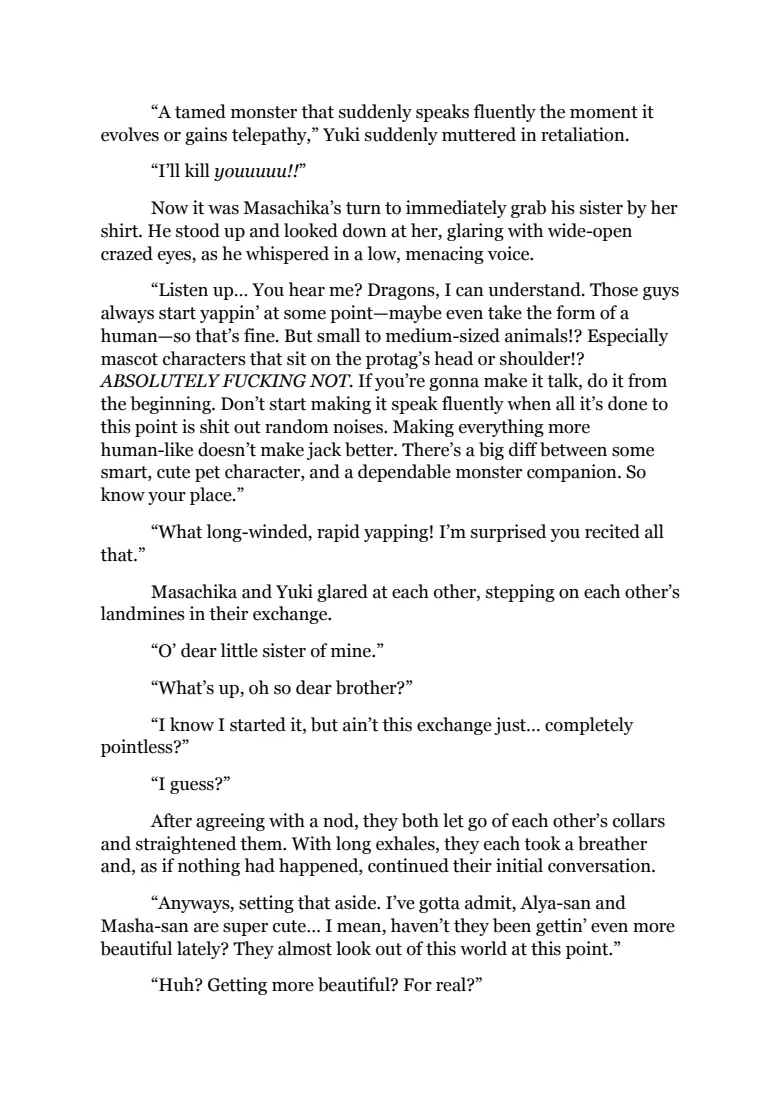 “A tamed monster that suddenly speaks fluently the moment it
evolves or gains telepathy,” Yuki suddenly muttered in retaliation.
“I’ll kill youuuuu!!”
Now it was Masachika’s turn to immediately grab his sister by her
shirt. He stood up and looked down at her, glaring with wide-open
crazed eyes, as he whispered in a low, menacing voice.
“Listen up... You hear me? Dragons, I can understand. Those guys
always start yappin’ at some point—maybe even take the form of a
human—so that’s fine. But small to medium-sized animals!? Especially
mascot characters that sit on the protag’s head or shoulder!?
ABSOLUTELY FUCKING NOT. If you’re gonna make it talk, do it from
the beginning. Don’t start making it speak fluently when all it’s done to
this point is shit out random noises. Making everything more
human-like doesn’t make jack better. There’s a big diff between some
smart, cute pet character, and a dependable monster companion. So
know your place.”
“What long-winded, rapid yapping! I’m surprised you recited all
that.”
Masachika and Yuki glared at each other, stepping on each other’s
landmines in their exchange.
“O’ dear little sister of mine.”
“What’s up, oh so dear brother?”
“I know I started it, but ain’t this exchange just... completely
pointless?”
“I guess?”
After agreeing with a nod, they both let go of each other’s collars
and straightened them. With long exhales, they each took a breather
and, as if nothing had happened, continued their initial conversation.
“Anyways, setting that aside. I’ve gotta admit, Alya-san and
Masha-san are super cute... I mean, haven’t they been gettin’ even more
beautiful lately? They almost look out of this world at this point.”
“Huh? Getting more beautiful? For real?”